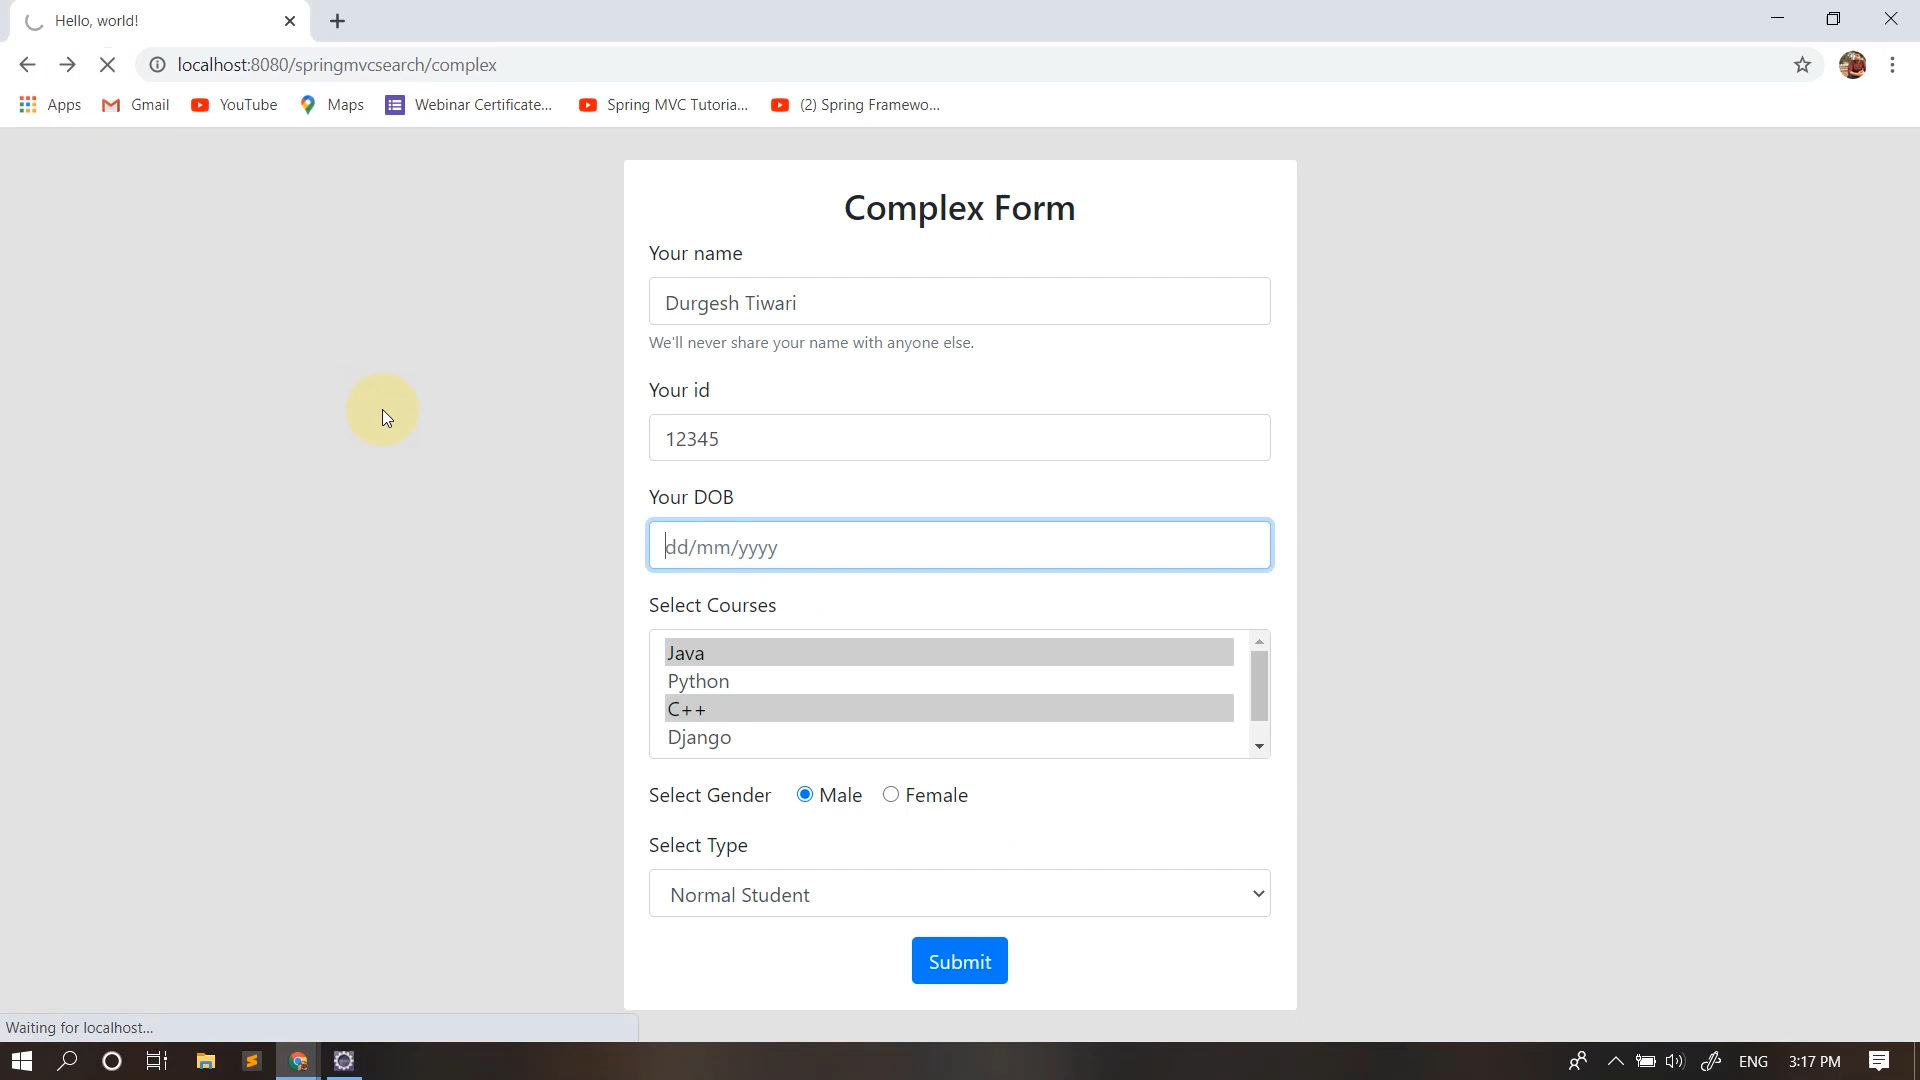 Hello, world!
localhost:8080/springmvcsearch/complex
Apps Gmail YouTube Maps Webinar Certificate... Spring MVC Tutoria... (2) Spring Framewo...
Complex Form
Your name
Durgesh Tiwari
We'll never share your name with anyone else.
Your id
12345
Your DOB
dd/mm/yyyy
Select Courses
Java
Python
C++
Django
Select Gender Male Female
Select Type
Normal Student
Submit
Waiting for localhost...
ENG 3:17 PM